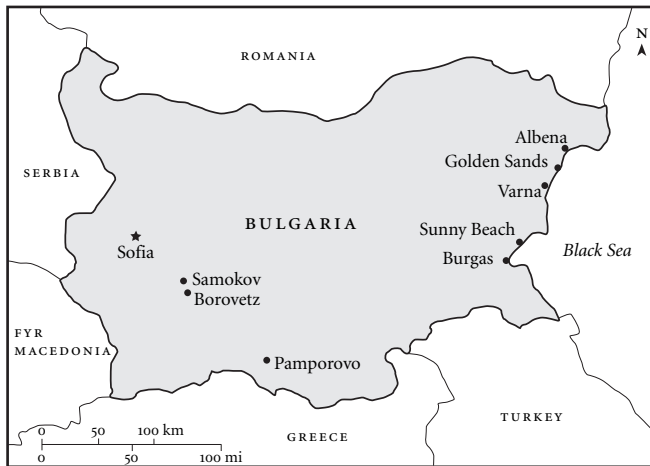 ROMANIA
N
Albena
Golden Sands
SERBIA
Varna
BULGARIA
Sunny Beach
Sofia
Black Sea
Burgas
Samokov
Borovetz
FYR
MACEDONIA
Pamporovo
TURKEY
0 50 100 km
GREECE
0 50 100 mi